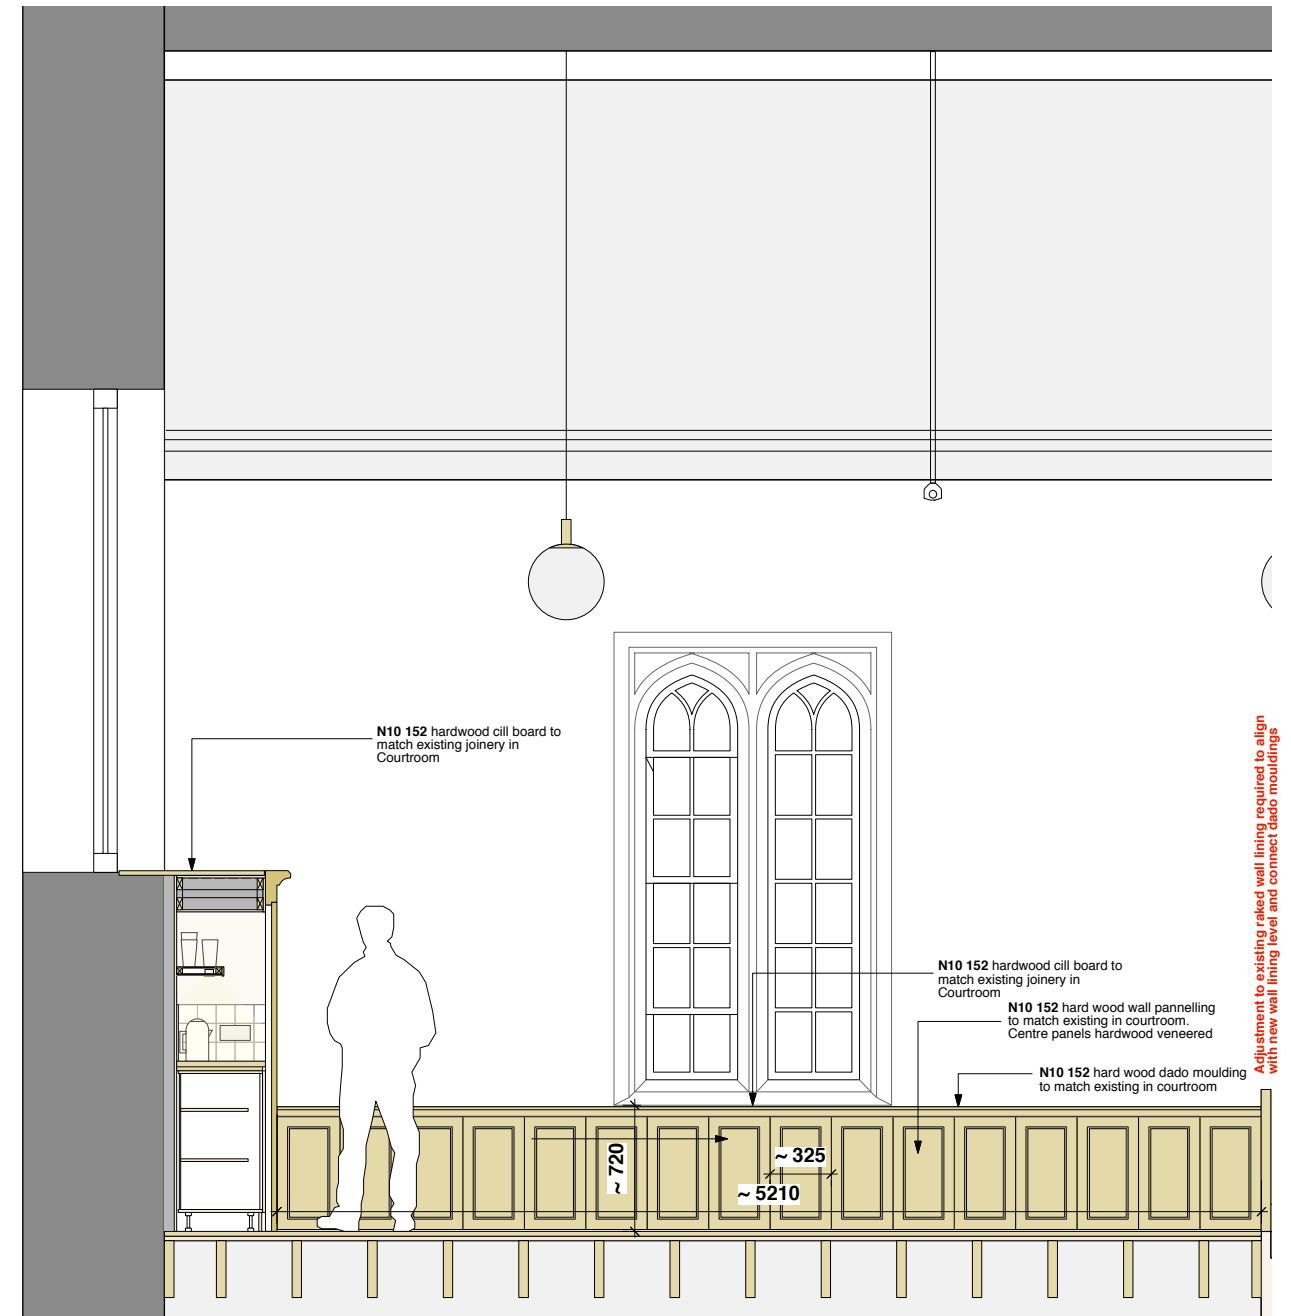 N10 152 hardwood cill board to
match existing joinery in
Courtroom
N10 152 hardwood cill board to
match existing joinery in
Courtroom
N10 152 hard wood wall pannelling
to match existing in courtroom.
Centre panels hardwood veneered
N10 152 hard wood dado moulding
to match existing in courtroom
Adjustment to existing raked wall lining required to align
with new wall lining level and connect dado mouldings
~ 720
~ 325
~ 5210